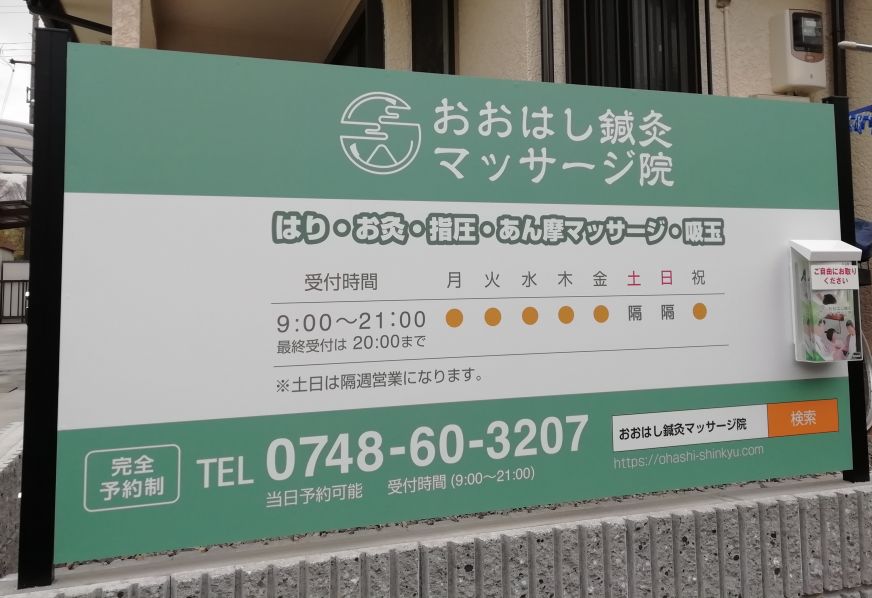 おおはし鍼灸
マッサージ院
はり・お灸・指圧・あん摩マッサージ・吸玉
受付時間 月 火 水 木 金 土 日 祝
9:00〜21:00 ● ● ● ● ● 隔 隔 ●
最終受付は 20:00まで
※土日は隔週営業になります。
完全
予約制
TEL 0748-60-3207
当日予約可能 受付時間 (9:00〜21:00)
おおはし鍼灸マッサージ院 検索
https://ohashi-shinkyu.com
ご自由にお取り
ください